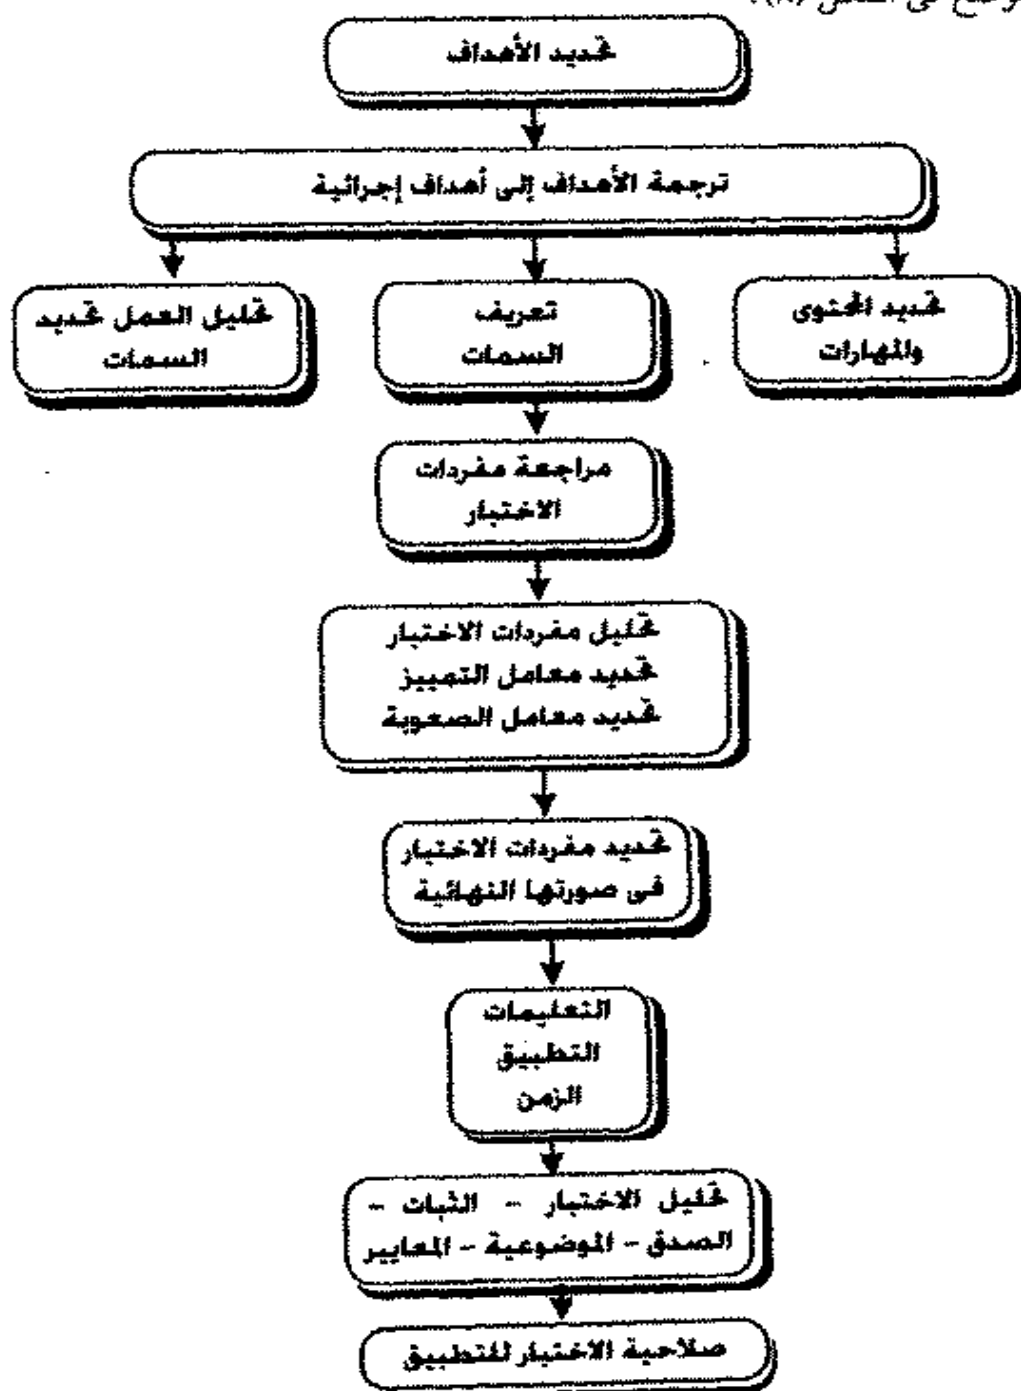 تحديد الأهداف
ترجمة الأهداف إلى أهداف إجرائية
تحديد المحتوى
والمهارات
تعريف
السمات
تحليل العمل تحديد
السمات
مراجعة مفردات
الاختبار
تحليل مفردات الاختبار
تحديد معامل التمييز
تحديد معامل الصعوبة
تحديد مفردات الاختبار
فى صورتها النهائية
التعليمات
التطبيق
الزمن
تحليل الاختبار – الثبات –
الصدق – الموضوعية – المعايير
صلاحية الاختبار للتطبيق